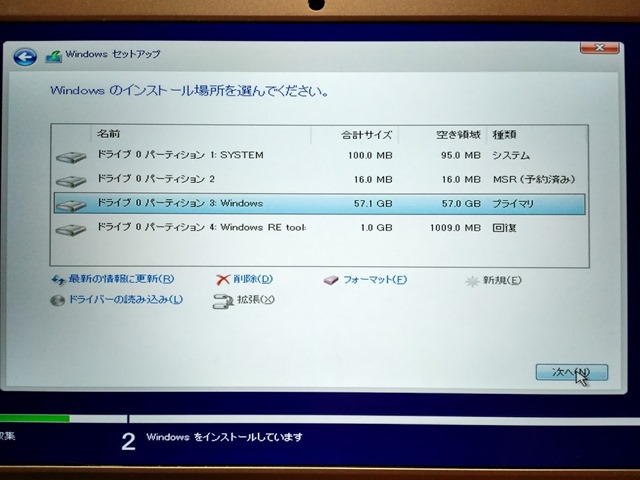 Windows セットアップ
Windows のインストール場所を選んでください。
名前 合計サイズ 空き領域 種類
ドライブ 0 パーティション 1: SYSTEM 100.0 MB 95.0 MB システム
ドライブ 0 パーティション 2 16.0 MB 16.0 MB MSR (予約済み)
ドライブ 0 パーティション 3: Windows 57.1 GB 57.0 GB プライマリ
ドライブ 0 パーティション 4: Windows RE tool 1.0 GB 1009.0 MB 回復
最新の情報に更新(R) 削除(D) フォーマット(F) 新規(E)
ドライバーの読み込み(L) 拡張(X)
次へ(N)
収集 2 Windows をインストールしています